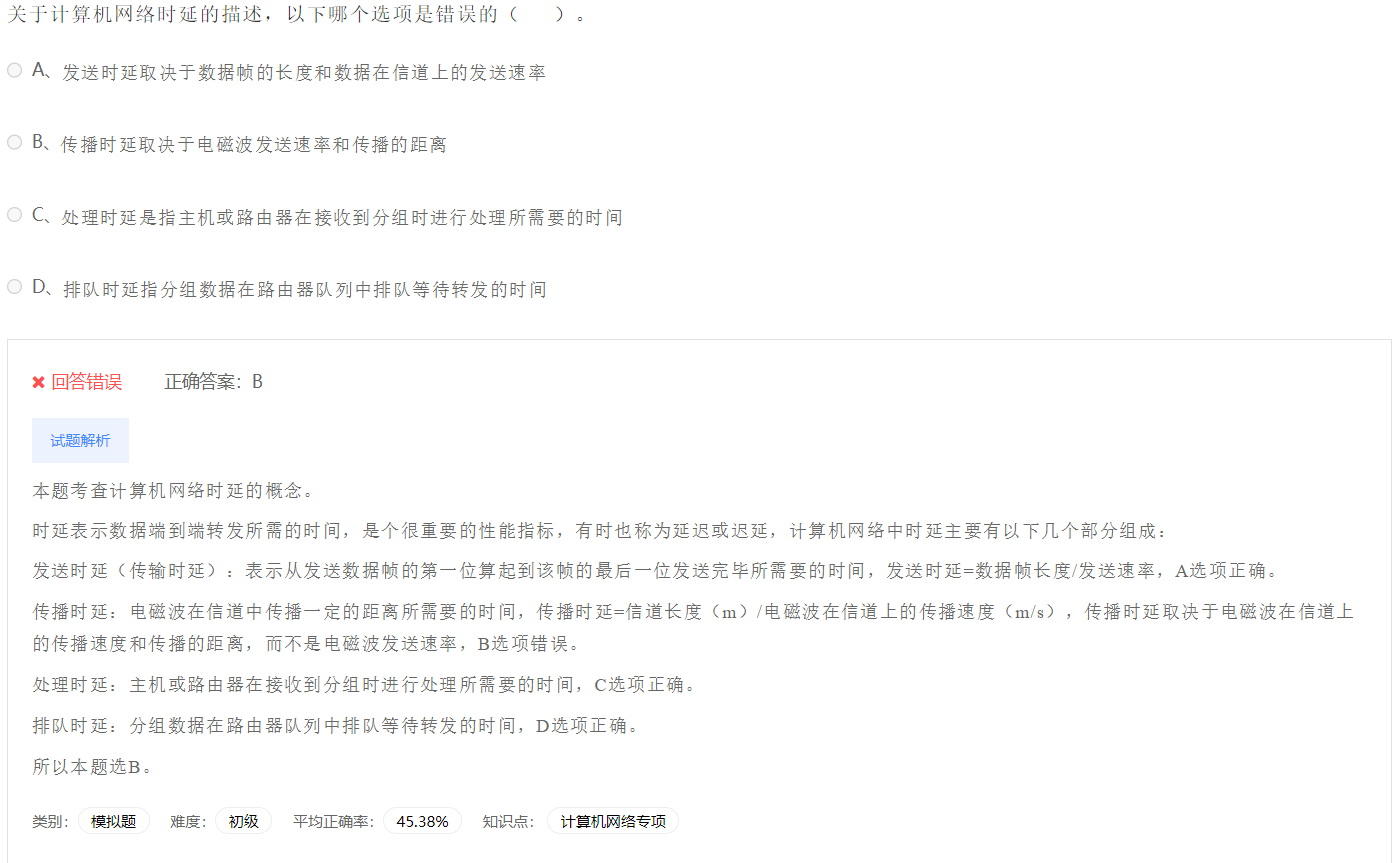 关于计算机网络时延的描述，以下哪个选项是错误的（　　）。
A、发送时延取决于数据帧的长度和数据在信道上的发送速率
B、传播时延取决于电磁波发送速率和传播的距离
C、处理时延是指主机或路由器在接收到分组时进行处理所需要的时间
D、排队时延指分组数据在路由器队列中排队等待转发的时间
✖ 回答错误 正确答案：B
试题解析
本题考查计算机网络时延的概念。
时延表示数据端到端转发所需的时间，是个很重要的性能指标，有时也称为延迟或迟延，计算机网络中时延主要有以下几个部分组成：
发送时延（传输时延）：表示从发送数据帧的第一位算起到该帧的最后一位发送完毕所需要的时间，发送时延=数据帧长度/发送速率，A选项正确。
传播时延：电磁波在信道中传播一定的距离所需要的时间，传播时延=信道长度（m）/电磁波在信道上的传播速度（m/s），传播时延取决于电磁波在信道上
的传播速度和传播的距离，而不是电磁波发送速率，B选项错误。
处理时延：主机或路由器在接收到分组时进行处理所需要的时间，C选项正确。
排队时延：分组数据在路由器队列中排队等待转发的时间，D选项正确。
所以本题选B。
类别： 模拟题 难度： 初级 平均正确率： 45.38% 知识点： 计算机网络专项